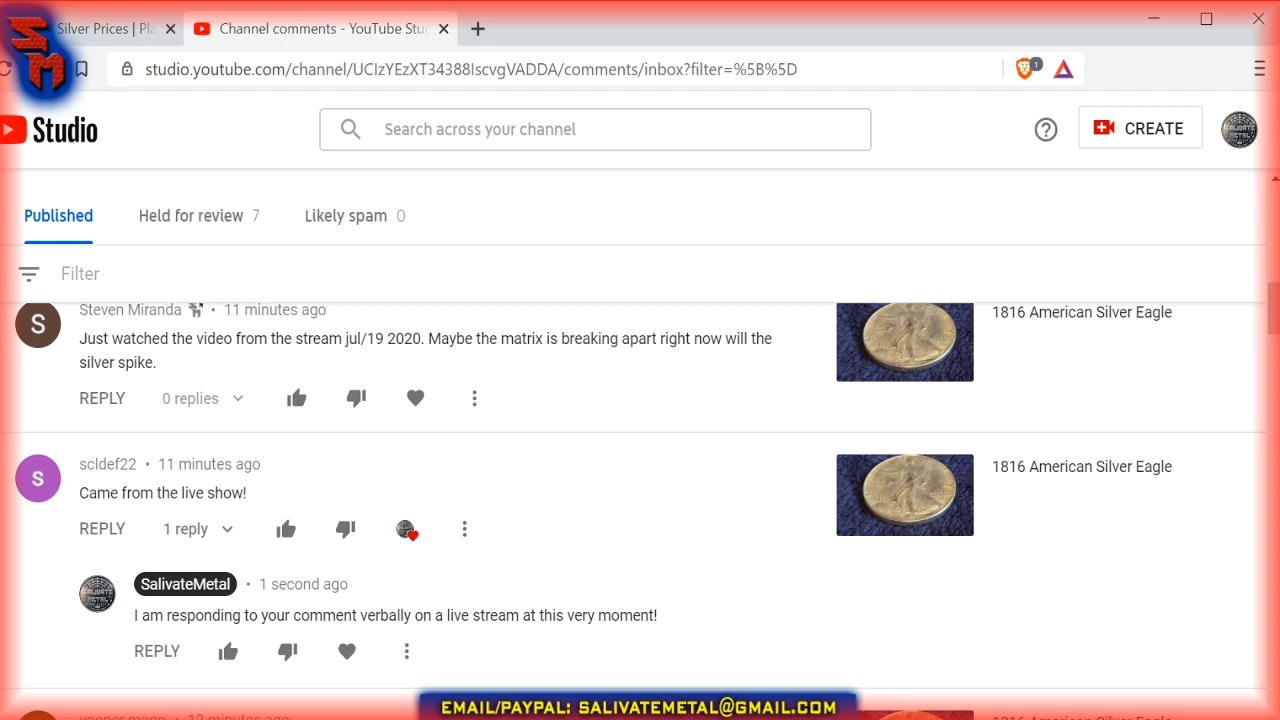 Silver Prices | Pla
Channel comments - YouTube Stu
SM
studio.youtube.com/channel/UCIzYEzXT34388IscvgVADDA/comments/inbox?filter=%5B%5D
1
Studio
Search across your channel
CREATE
Published
Held for review 7
Likely spam 0
Filter
Steven Miranda • 11 minutes ago
1816 American Silver Eagle
Just watched the video from the stream jul/19 2020. Maybe the matrix is breaking apart right now will the
silver spike.
REPLY 0 replies
S
scldef22 • 11 minutes ago
1816 American Silver Eagle
S
Came from the live show!
REPLY 1 reply
SalivateMetal • 1 second ago
I am responding to your comment verbally on a live stream at this very moment!
REPLY
EMAIL/PAYPAL: SALIVATEMETAL@GMAIL.COM